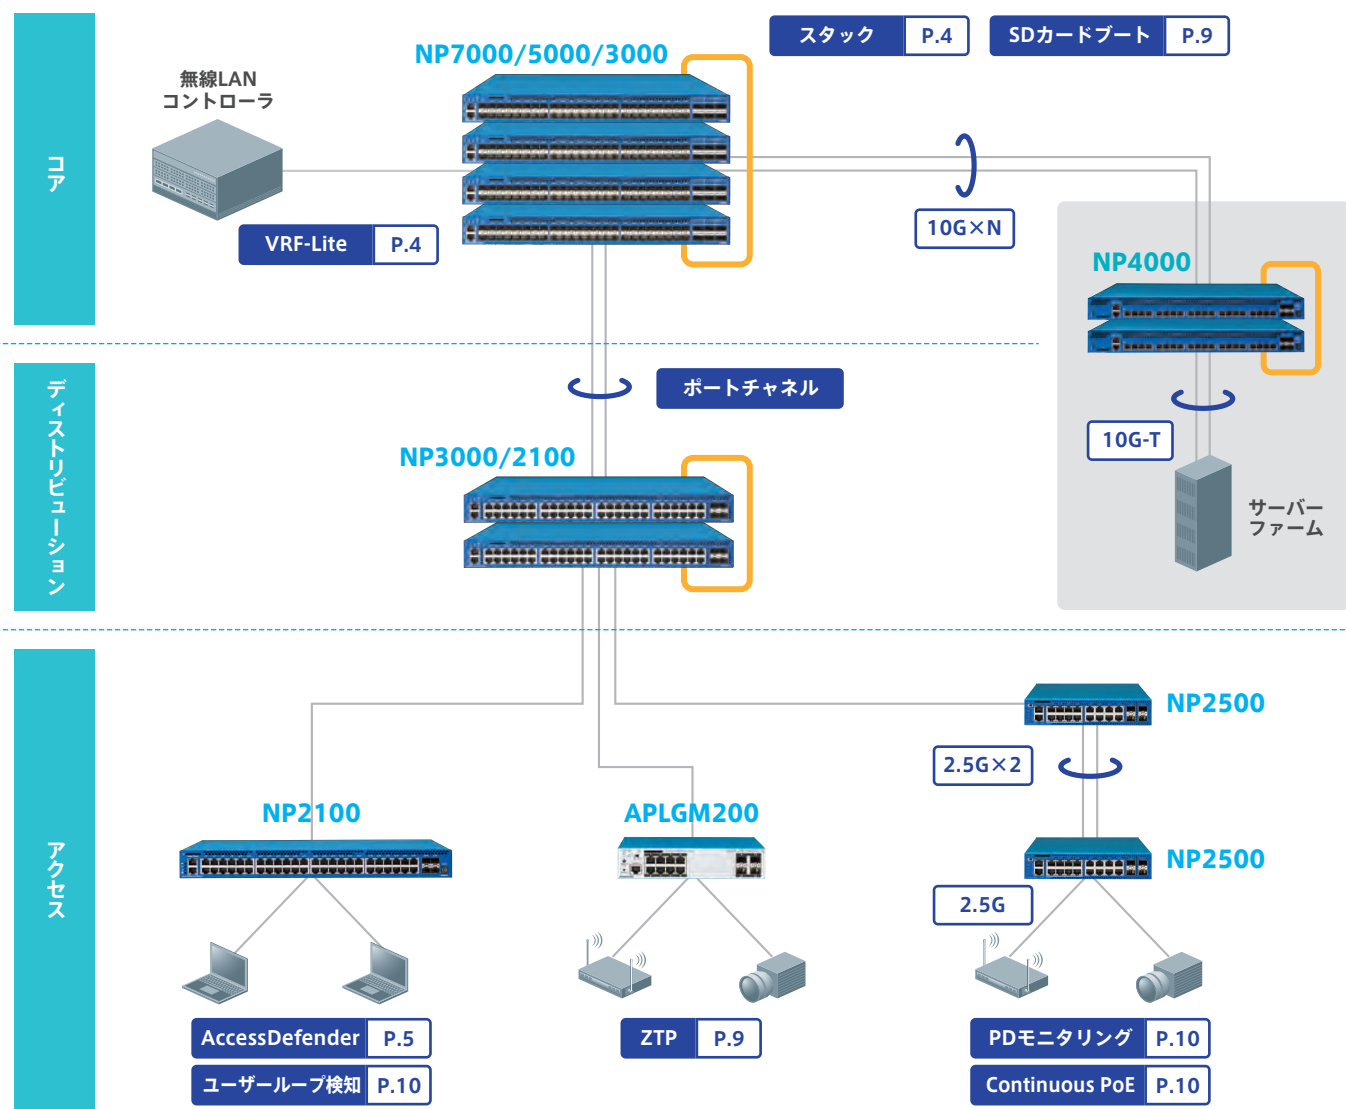 コア
スタック P.4
SDカードブート P.9
NP7000/5000/3000
無線LAN
コントローラ
VRF-Lite P.4
10G×N
NP4000
10G-T
サーバー
ファーム
ディストリビューション
ポートチャネル
NP3000/2100
アクセス
NP2500
2.5G×2
NP2100
APLGM200
NP2500
2.5G
AccessDefender P.5
ユーザーループ検知 P.10
ZTP P.9
PDモニタリング P.10
Continuous PoE P.10